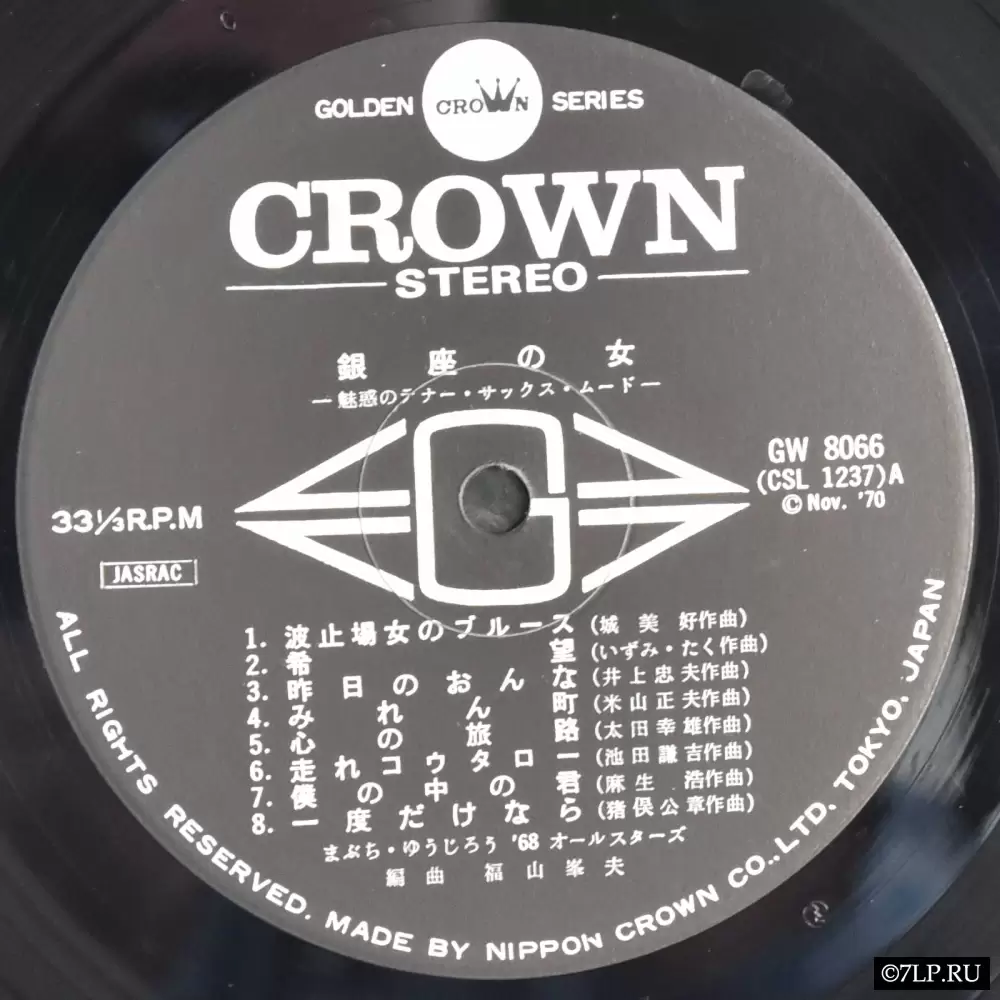 GOLDEN CROWN SERIES
CROWN
STEREO
銀座の女
―魅惑のテナー・サックス・ムード―
G
GW 8066
(CSL 1237)A
©Nov. '70
33⅓R.P.M
JASRAC
1. 波止場女のブルース (城美好作曲)
2. 希望 (いずみ・たく作曲)
3. 昨日のおんな (井上忠夫作曲)
4. みれん町 (米山正夫作曲)
5. 心の旅路 (太田幸雄作曲)
6. 走れコウタロー (池田謙吉作曲)
7. 僕の中の君 (麻生浩作曲)
8. 一度だけなら (猪俣公章作曲)
まぶち・ゆうじろう '68 オールスターズ
編曲 福山峯夫
ALL RIGHTS RESERVED. MADE BY NIPPON CROWN CO.,LTD. TOKYO, JAPAN
©7LP.RU